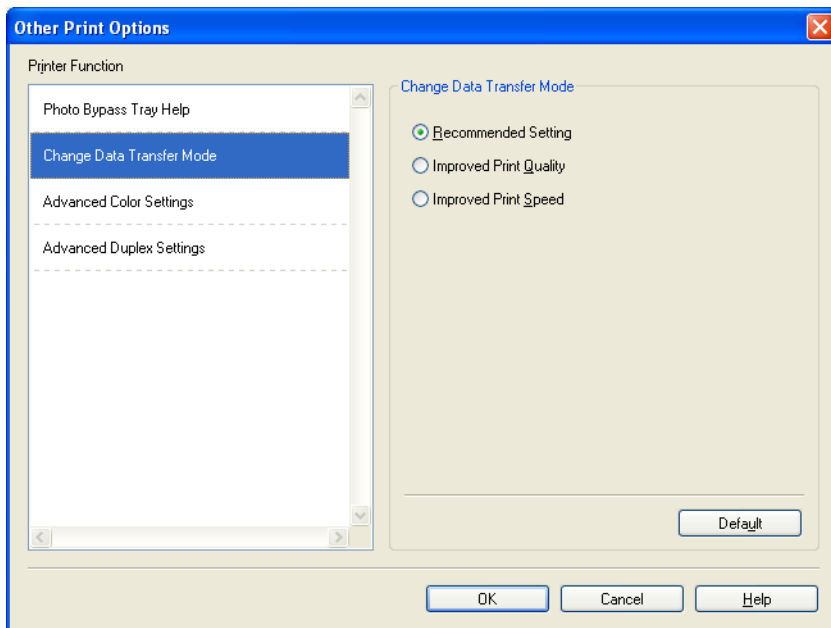 Other Print Options
Printer Function
Photo Bypass Tray Help
Change Data Transfer Mode
Advanced Color Settings
Advanced Duplex Settings
Change Data Transfer Mode
Recommended Setting
Improved Print Quality
Improved Print Speed
Default
OK
Cancel
Help